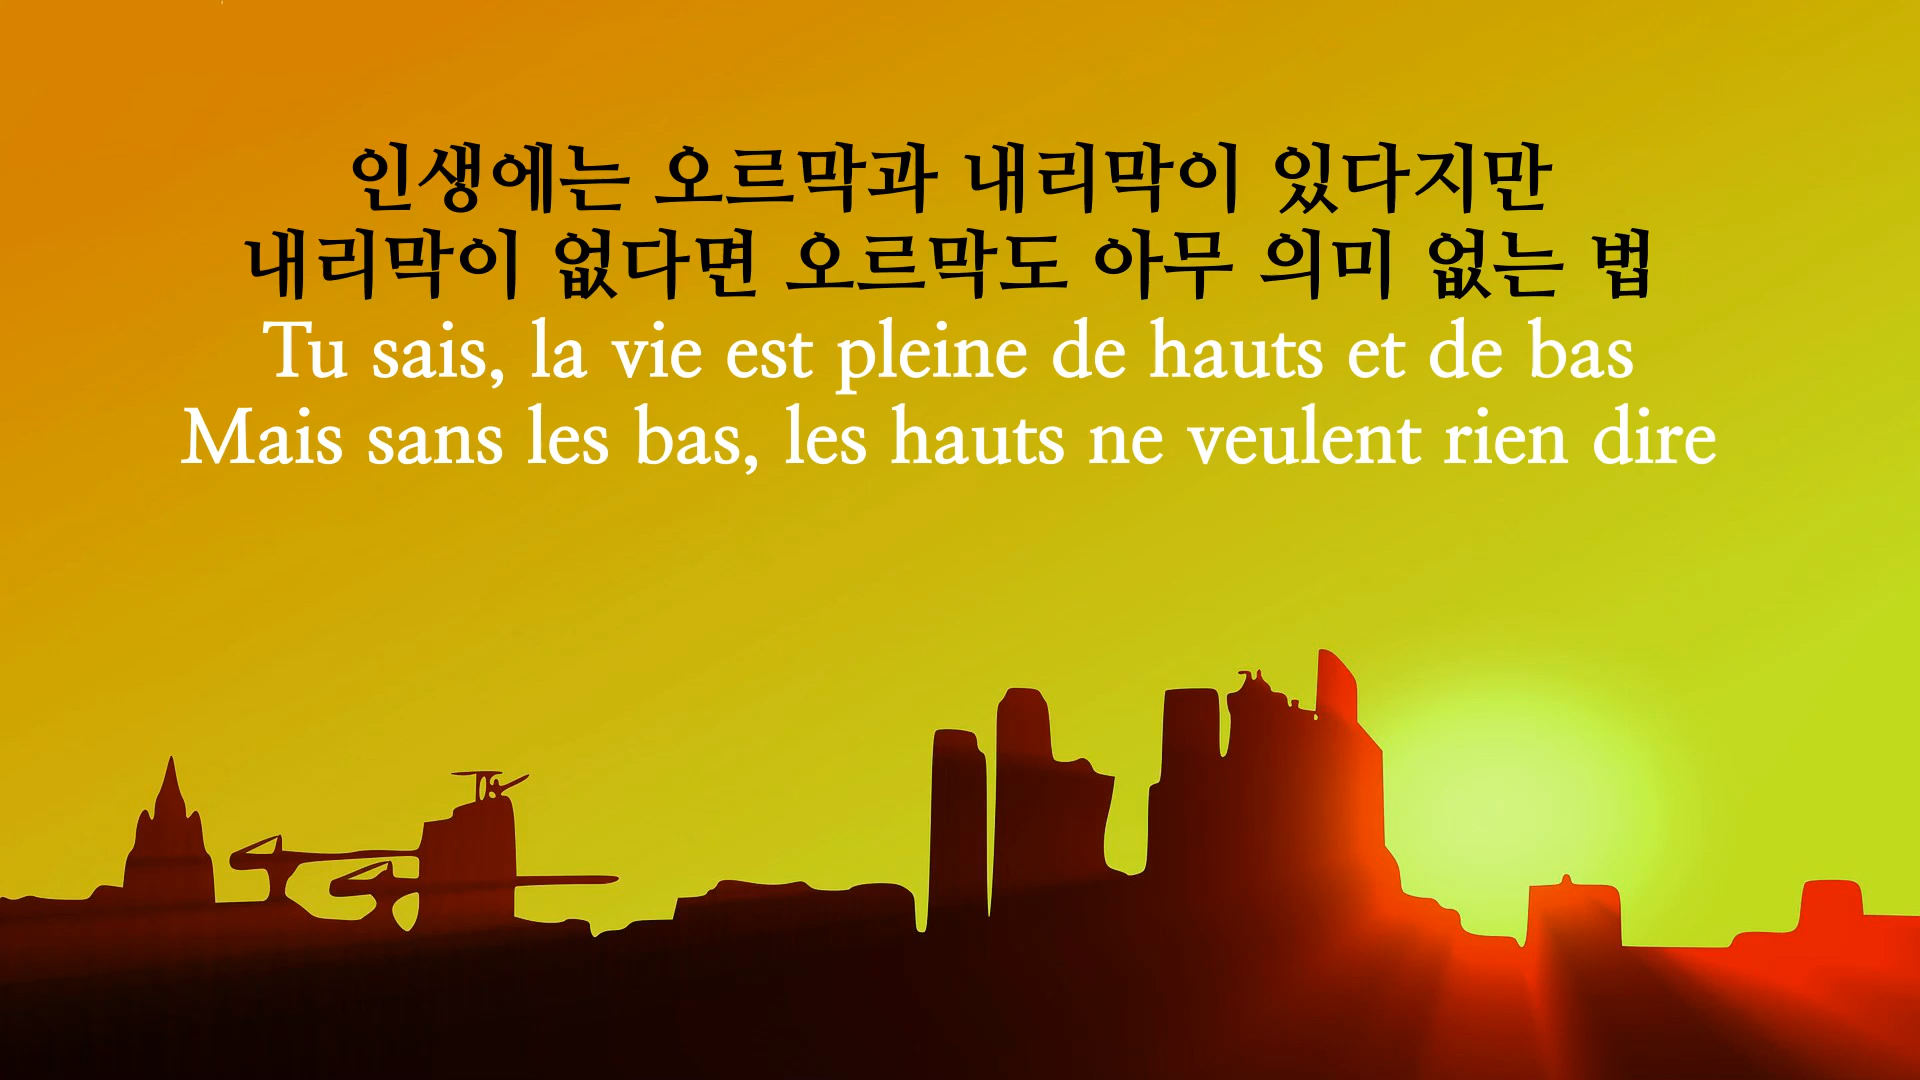 인생에는 오르막과 내리막이 있다지만
내리막이 없다면 오르막도 아무 의미 없는 법
Tu sais, la vie est pleine de hauts et de bas
Mais sans les bas, les hauts ne veulent rien dire